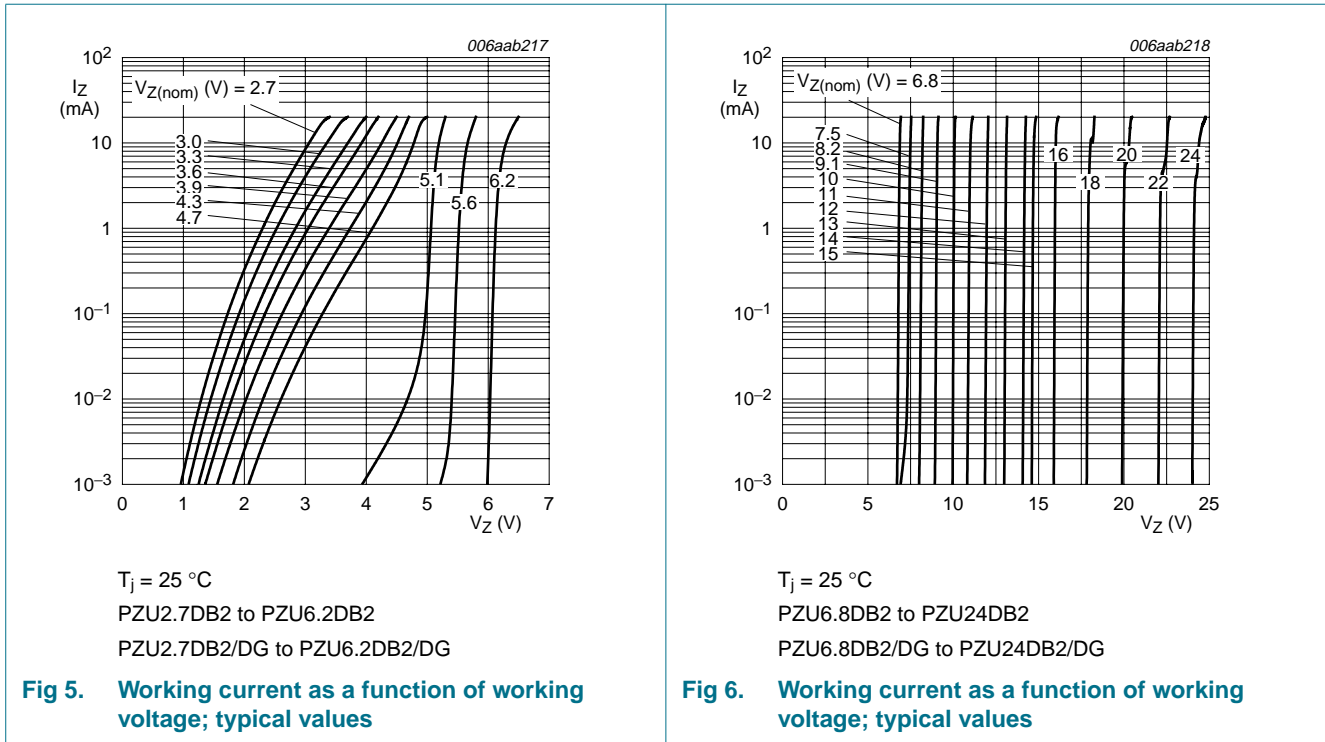 006aab217
10²
I_Z
(mA)
V_Z(nom) (V) = 2.7
10
3.0
3.3
3.6
3.9
4.3
4.7
5.1
6.2
5.6
1
10⁻¹
10⁻²
10⁻³
0 1 2 3 4 5 6 7
V_Z (V)
T_j = 25 °C
PZU2.7DB2 to PZU6.2DB2
PZU2.7DB2/DG to PZU6.2DB2/DG
Fig 5. Working current as a function of working
voltage; typical values
006aab218
10²
I_Z
(mA)
V_Z(nom) (V) = 6.8
10
7.5
8.2
9.1
10
11
12
13
14
15
16
20
24
18
22
1
10⁻¹
10⁻²
10⁻³
0 5 10 15 20 25
V_Z (V)
T_j = 25 °C
PZU6.8DB2 to PZU24DB2
PZU6.8DB2/DG to PZU24DB2/DG
Fig 6. Working current as a function of working
voltage; typical values